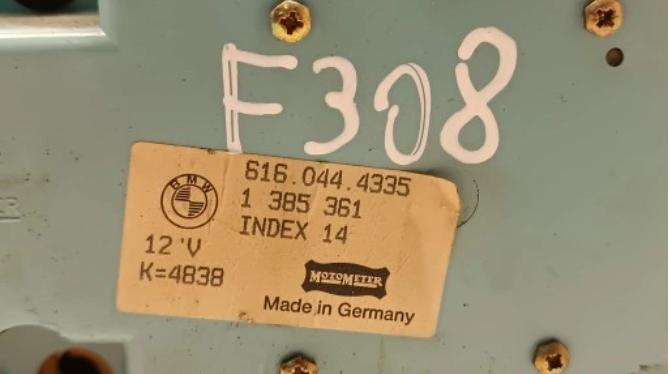 F308
BMW
616.044.4335
1 385 361
INDEX 14
12 'V
K=4838
MOTOMETER
Made in Germany